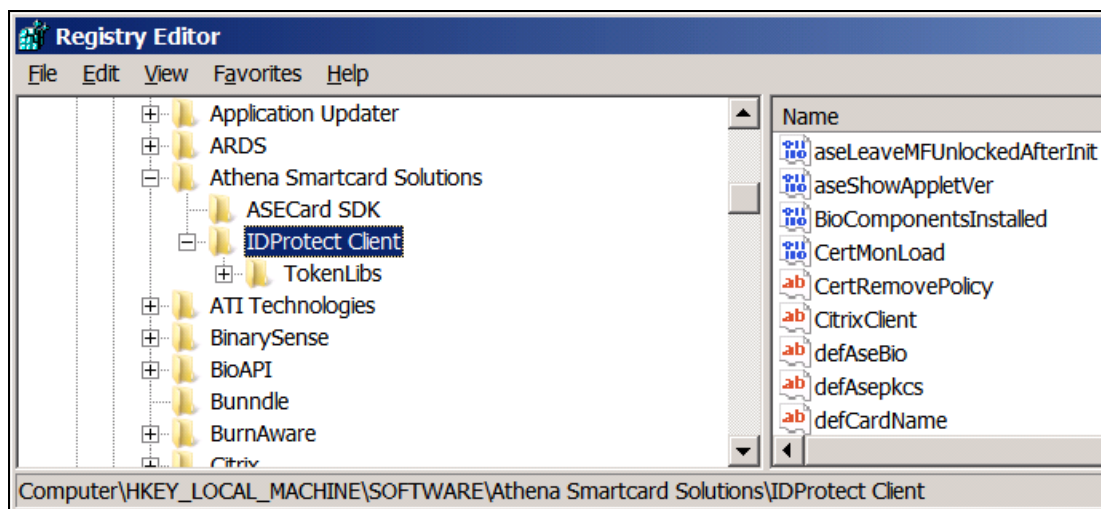 Registry Editor
File Edit View Favorites Help
Application Updater
ARDS
Athena Smartcard Solutions
ASECard SDK
IDProtect Client
TokenLibs
ATI Technologies
BinarySense
BioAPI
Bunndle
BurnAware
Citrix
Name
aseLeaveMFUnlockedAfterInit
aseShowAppletVer
BioComponentsInstalled
CertMonLoad
CertRemovePolicy
CitrixClient
defAseBio
defAsepkcs
defCardName
Computer\HKEY_LOCAL_MACHINE\SOFTWARE\Athena Smartcard Solutions\IDProtect Client